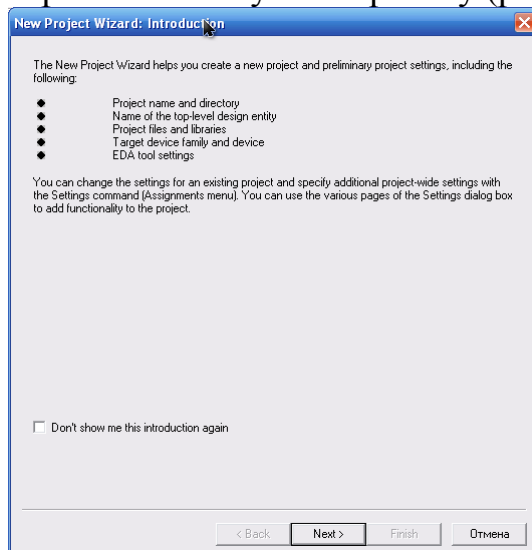 New Project Wizard: Introduction
The New Project Wizard helps you create a new project and preliminary project settings, including the
following:
● Project name and directory
● Name of the top-level design entity
● Project files and libraries
● Target device family and device
● EDA tool settings
You can change the settings for an existing project and specify additional project-wide settings with
the Settings command (Assignments menu). You can use the various pages of the Settings dialog box
to add functionality to the project.
Don't show me this introduction again
< Back Next > Finish Отмена